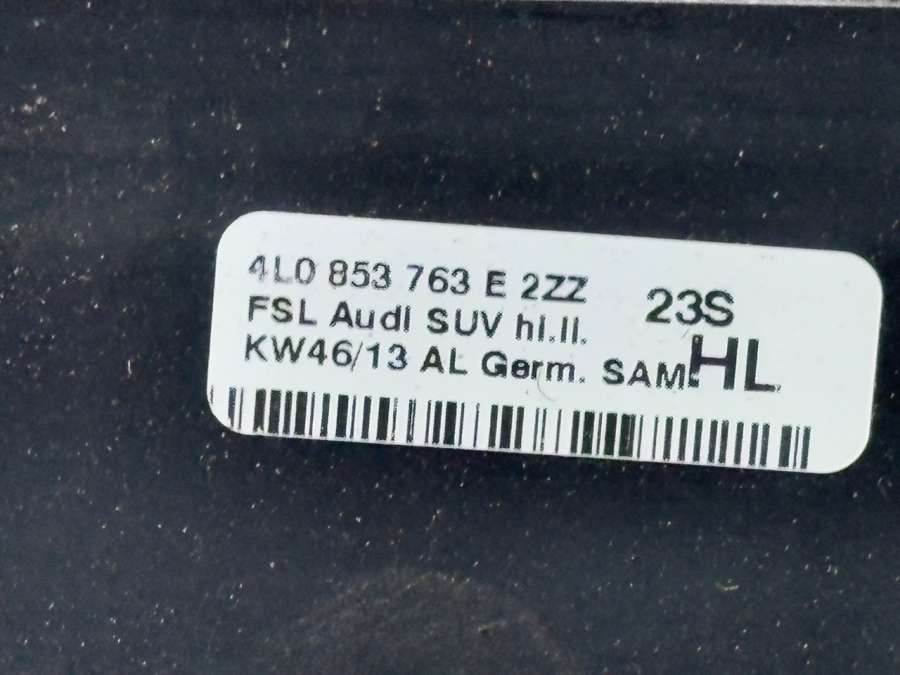 4L0 853 763 E 2ZZ 23S
FSL Audi SUV hi.li.
KW46/13 AL Germ. SAM HL